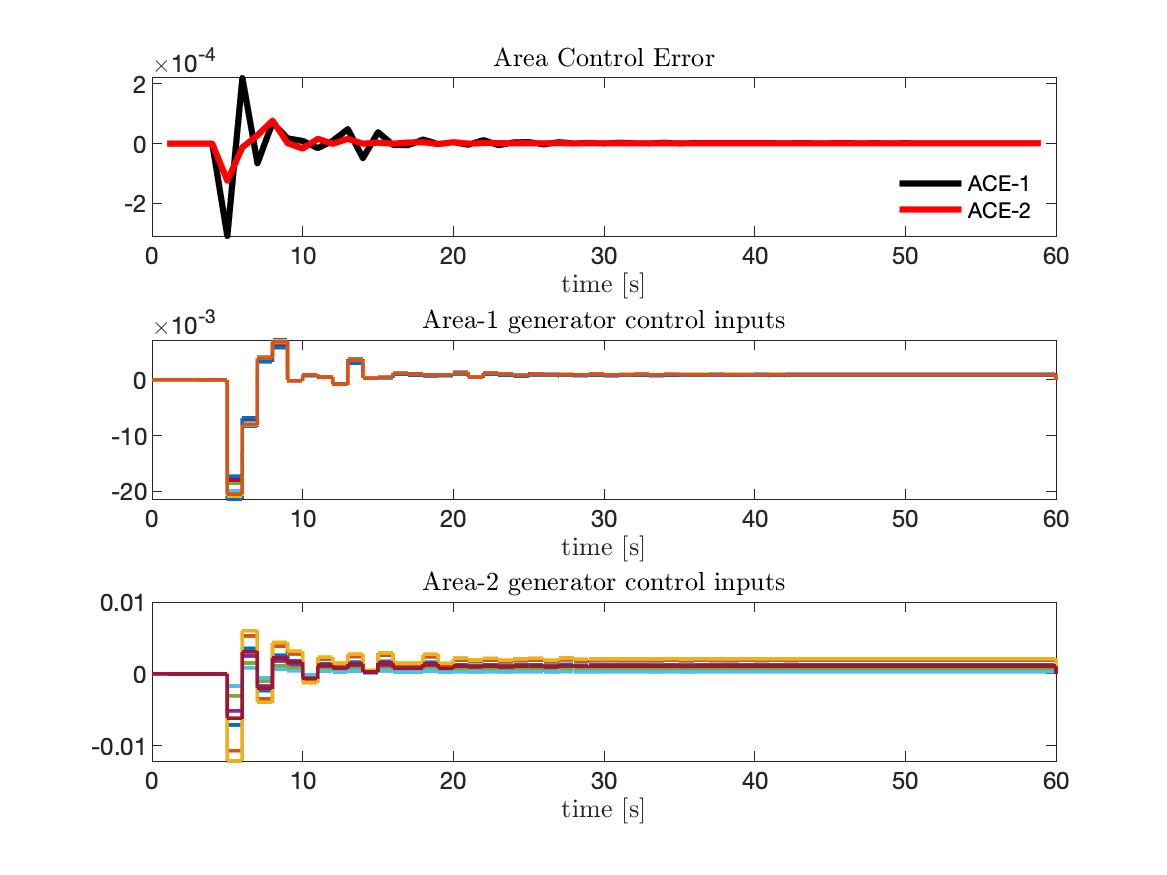 Area Control Error
×10-4
2
0
-2
ACE-1
ACE-2
0 10 20 30 40 50 60
time [s]
Area-1 generator control inputs
×10-3
0
-10
-20
0 10 20 30 40 50 60
time [s]
Area-2 generator control inputs
0.01
0
-0.01
0 10 20 30 40 50 60
time [s]